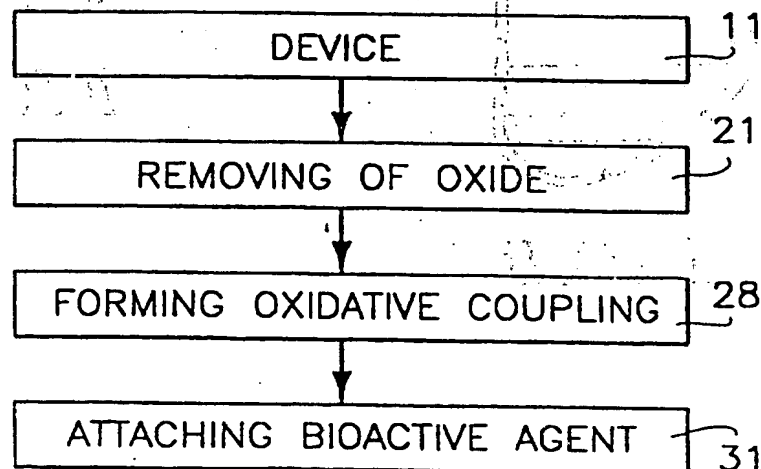 DEVICE 11
REMOVING OF OXIDE 21
FORMING OXIDATIVE COUPLING 28
ATTACHING BIOACTIVE AGENT 31